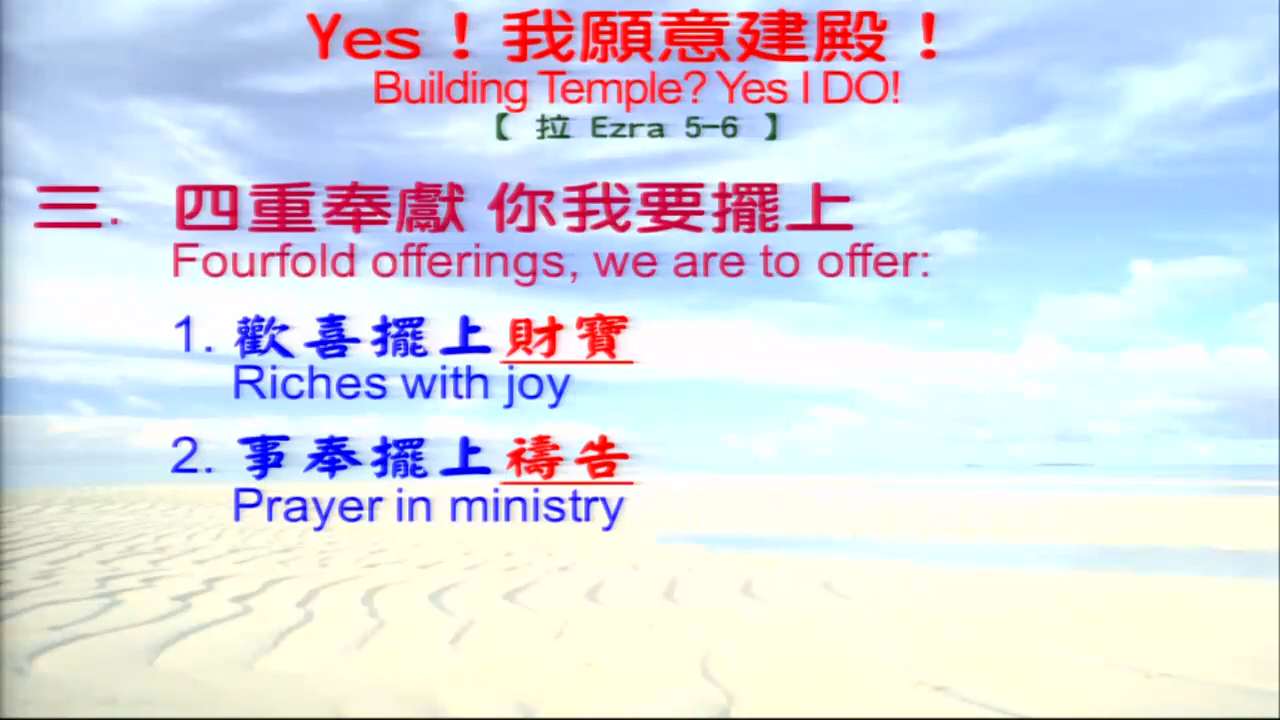 Yes！我願意建殿！
Building Temple? Yes I DO!
【 拉 Ezra 5-6 】
三. 四重奉獻 你我要擺上
Fourfold offerings, we are to offer:
1. 歡喜擺上財寶
Riches with joy
2. 事奉擺上禱告
Prayer in ministry